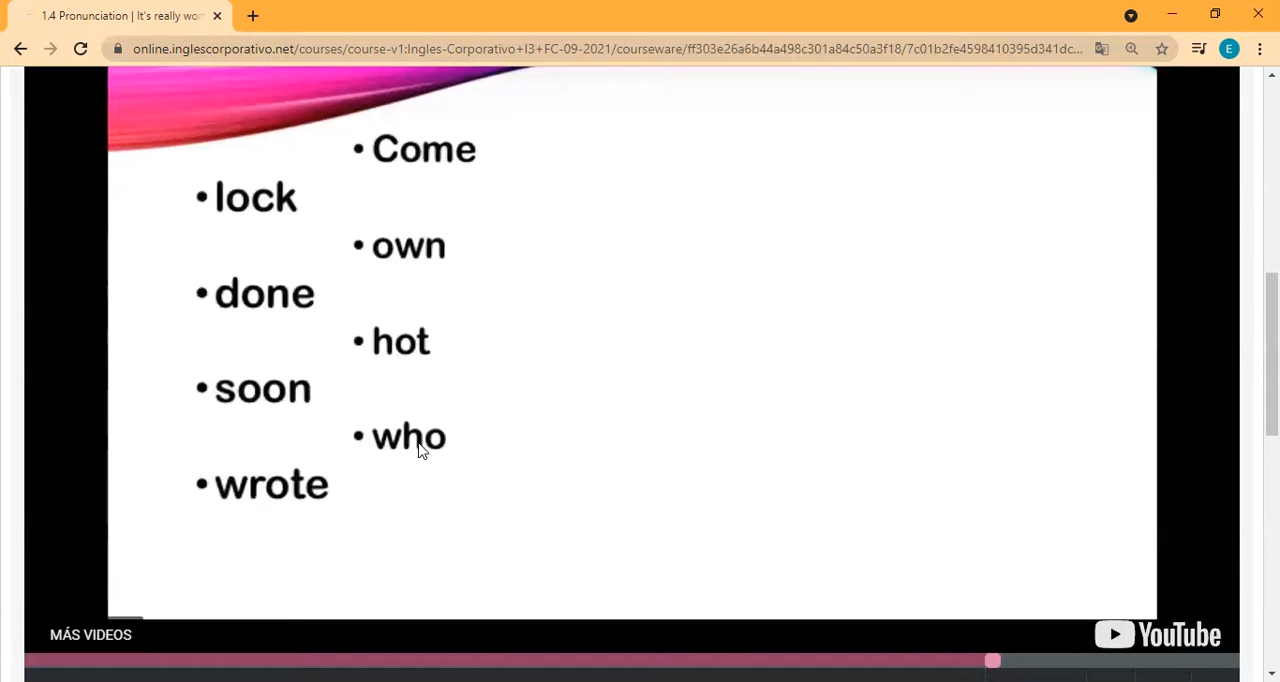 1.4 Pronunciation | It's really wor
online.inglescorporativo.net/courses/course-v1:Ingles-Corporativo+I3+FC-09-2021/courseware/ff303e26a6b44a498c301a84c50a3f18/7c01b2fe4598410395d341dc...
E
• Come
• lock
• own
• done
• hot
• soon
• who
• wrote
MÁS VIDEOS
YouTube